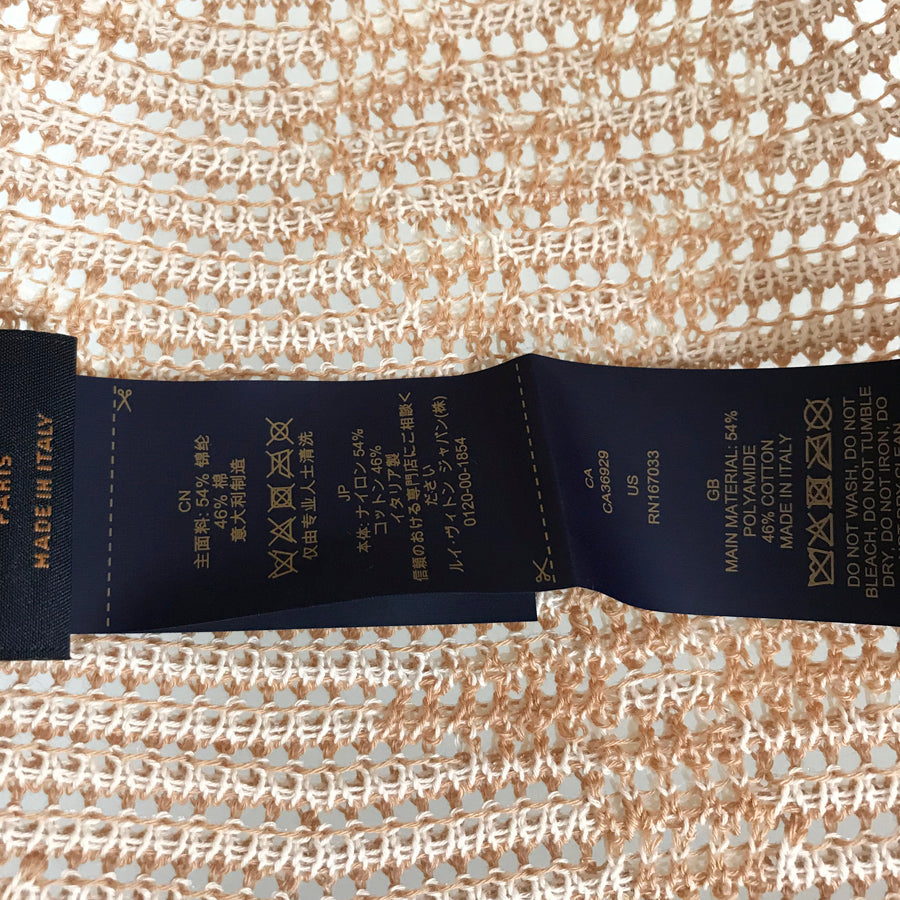 PARIS
MADE IN ITALY
CN
主面料: 54% 锦纶
46% 棉
意大利制造
仅由专业人士清洗
JP
本体: ナイロン 54%
コットン 46%
イタリア製
信頼のおける専門店にご相談く
ださい
ルイ・ヴィトン ジャパン(株)
0120-00-1854
CA
CA36929
US
RN167033
GB
MAIN MATERIAL: 54%
POLYAMIDE
46% COTTON
MADE IN ITALY
DO NOT WASH, DO NOT
BLEACH, DO NOT TUMBLE
DRY, DO NOT IRON, DO
NOT DRY CLEAN